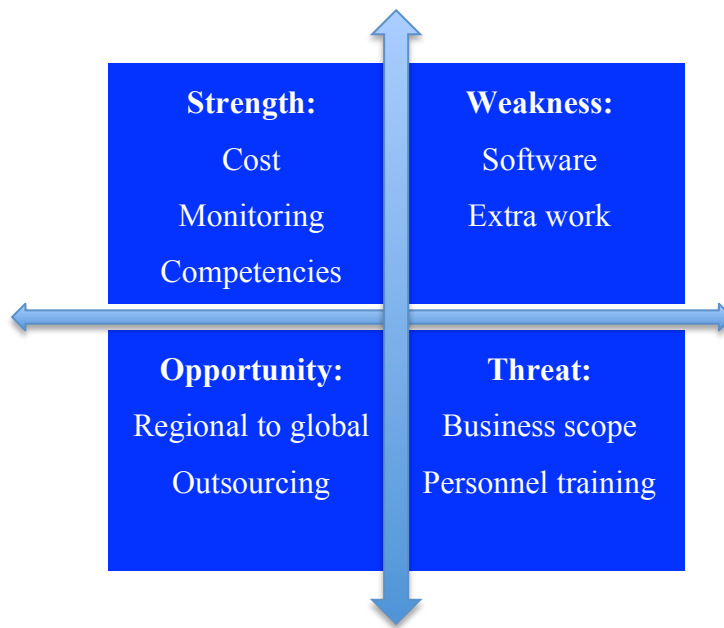 Strength:
Cost
Monitoring
Competencies
Weakness:
Software
Extra work
Opportunity:
Regional to global
Outsourcing
Threat:
Business scope
Personnel training